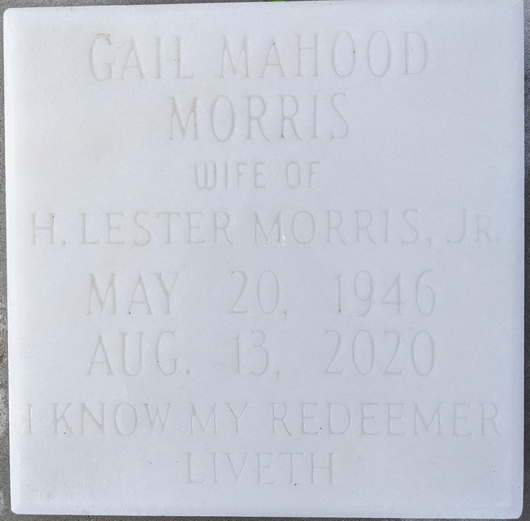 GAIL MAHOOD
MORRIS
WIFE OF
H. LESTER MORRIS, JR.
MAY 20, 1946
AUG. 13, 2020
I KNOW MY REDEEMER
LIVETH